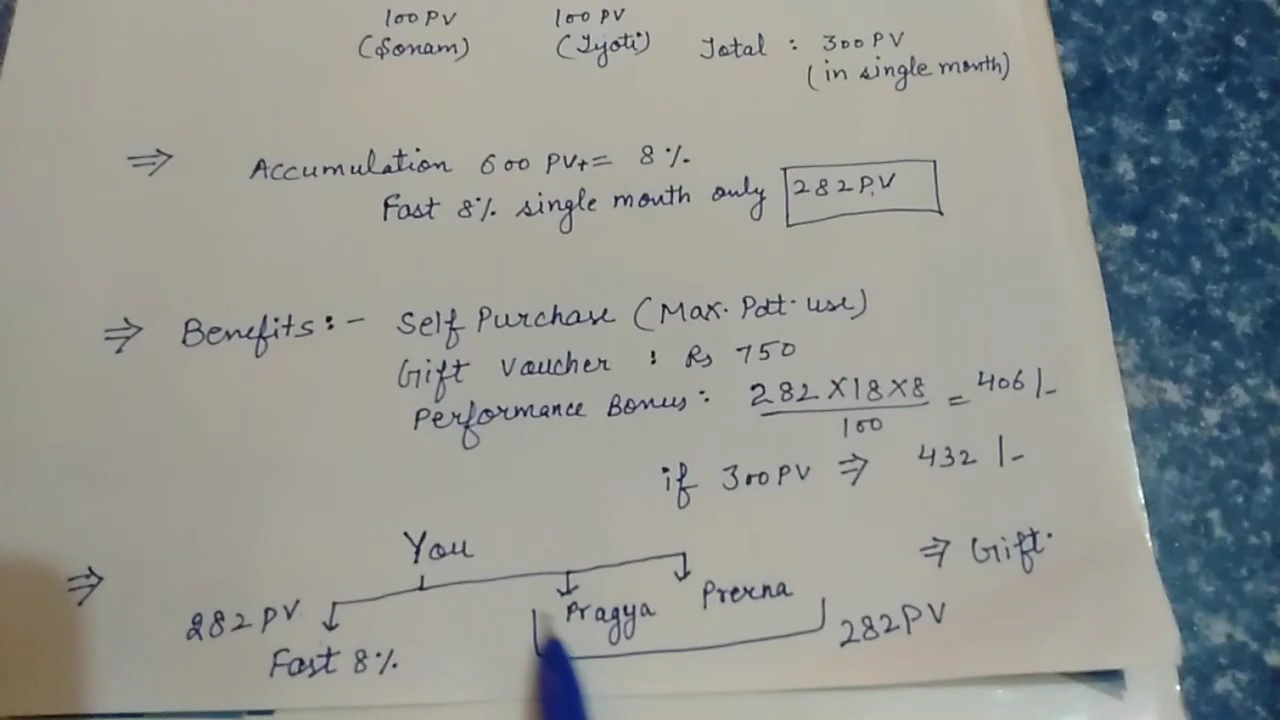 100 PV 100 PV
(Sonam) (Jyoti) Total : 300 PV
(in single month)
⇒ Accumulation 600 PV+ = 8%
Fast 8% single month only 282 P.V
⇒ Benefits:- Self Purchase (Max. Pdt. use)
Gift Voucher : Rs 750
Performance Bonus: 282 X 18 X 8 / 100 = 406/-
if 300 PV ⇒ 432/-
You ⇒ Gift.
⇒ 282 PV Pragya Prerna 282 PV
Fast 8%